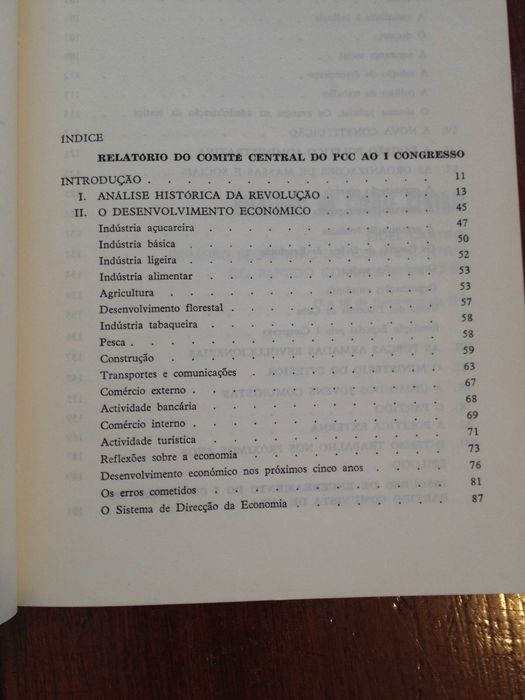 ÍNDICE
RELATÓRIO DO COMITÉ CENTRAL DO PCC AO I CONGRESSO
INTRODUÇÃO . . . . . . . . . . . . 11
I. ANÁLISE HISTÓRICA DA REVOLUÇÃO . . . . . 13
II. O DESENVOLVIMENTO ECONÓMICO . . . . . . 45
Indústria açucareira . . . . . . . . . . 47
Indústria básica . . . . . . . . . . . 50
Indústria ligeira . . . . . . . . . . . 52
Indústria alimentar . . . . . . . . . . 53
Agricultura . . . . . . . . . . . . 53
Desenvolvimento florestal . . . . . . . . 57
Indústria tabaqueira . . . . . . . . . . 58
Pesca . . . . . . . . . . . . . . 58
Construção . . . . . . . . . . . . 59
Transportes e comunicações . . . . . . . . 63
Comércio externo . . . . . . . . . . 67
Actividade bancária . . . . . . . . . . 68
Comércio interno . . . . . . . . . . 69
Actividade turística . . . . . . . . . . 71
Reflexões sobre a economia . . . . . . . . 73
Desenvolvimento económico nos próximos cinco anos . . 76
Os erros cometidos . . . . . . . . . . 81
O Sistema de Direcção da Economia . . . . . . 87